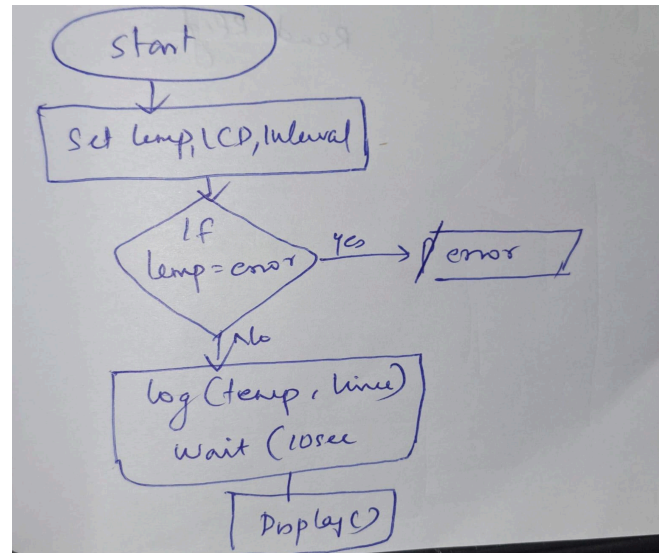 Start
Set temp, LCD, Interval
If
temp = error
Yes
error
No
log (temp, time)
wait (10sec
Display()